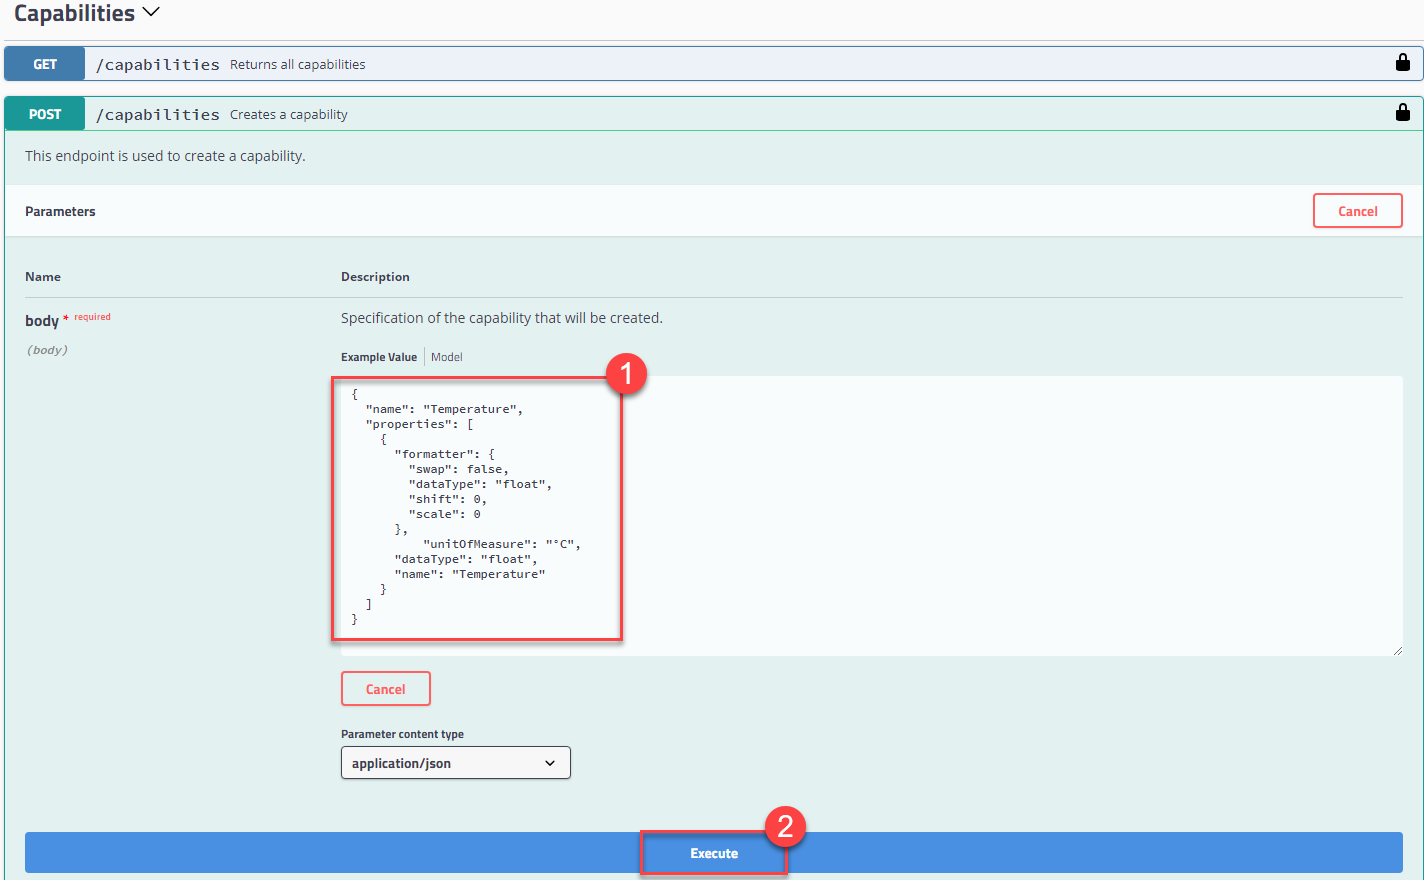 Capabilities
GET /capabilities Returns all capabilities
POST /capabilities Creates a capability
This endpoint is used to create a capability.
Parameters Cancel
Name Description
body * required Specification of the capability that will be created.
(body)
Example Value Model
1
{
  "name": "Temperature",
  "properties": [
    {
      "formatter": {
        "swap": false,
        "dataType": "float",
        "shift": 0,
        "scale": 0
      },
          "unitOfMeasure": "°C",
      "dataType": "float",
      "name": "Temperature"
    }
  ]
}
Cancel
Parameter content type
application/json
2
Execute